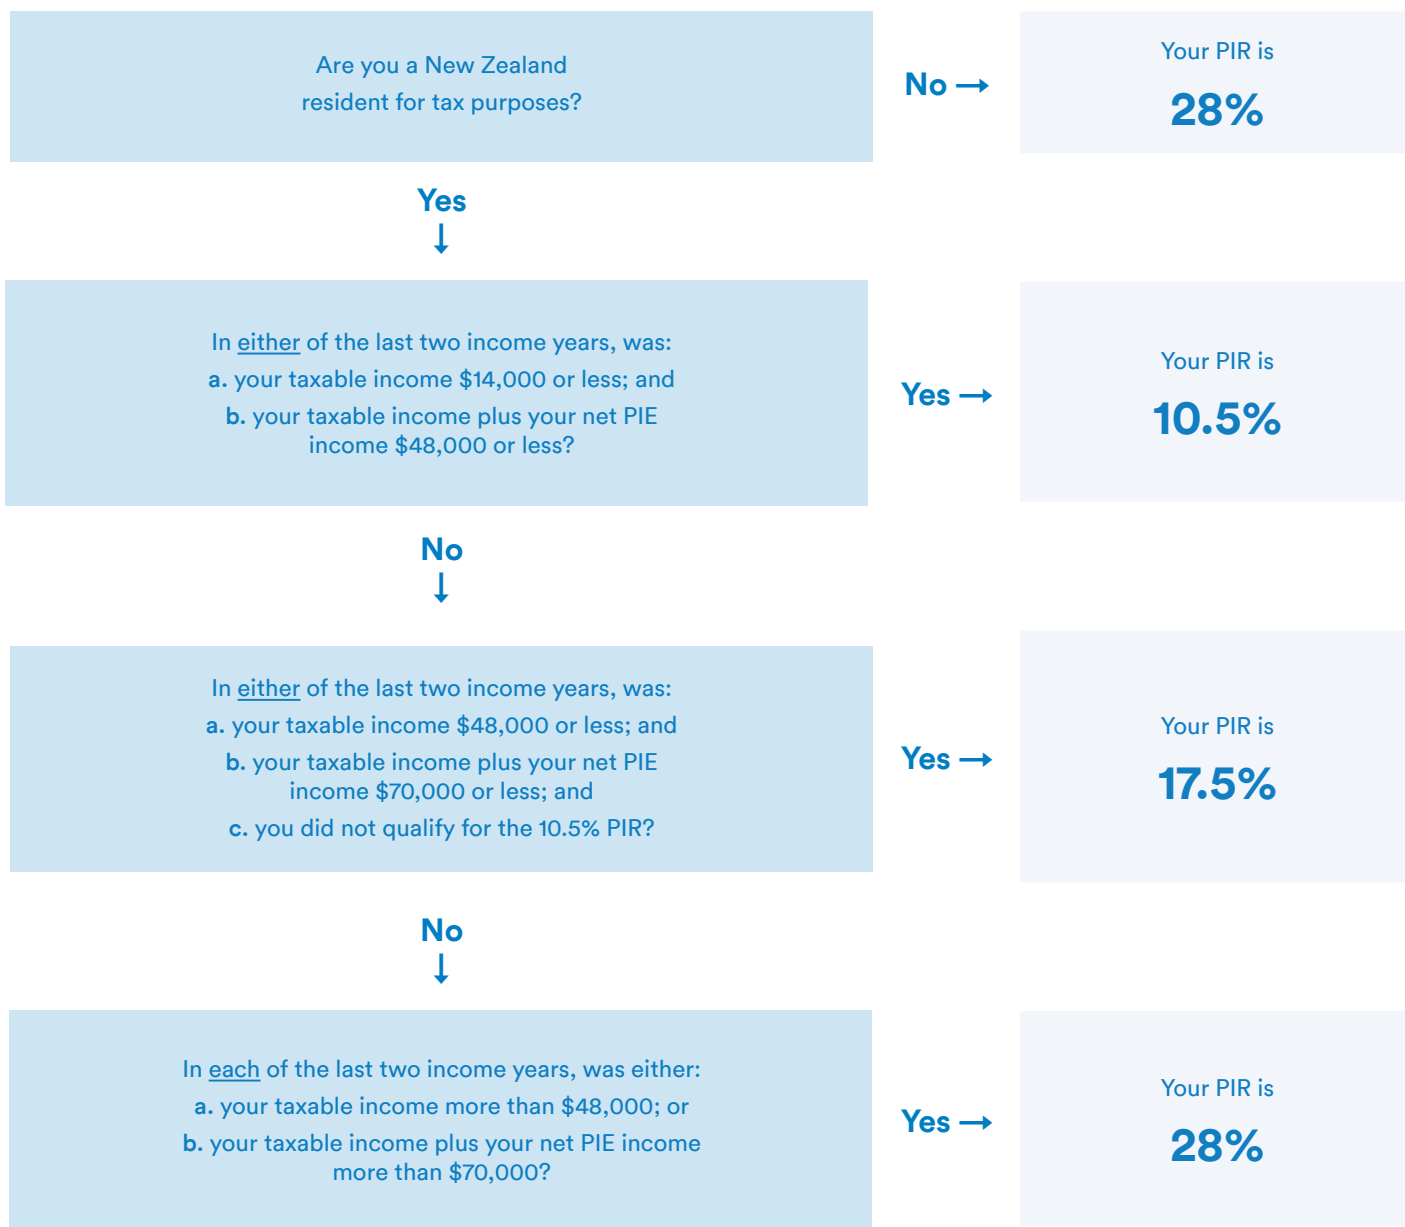 Are you a New Zealand
resident for tax purposes?
No →
Your PIR is
28%
Yes
↓
In either of the last two income years, was:
a. your taxable income $14,000 or less; and
b. your taxable income plus your net PIE
income $48,000 or less?
Yes →
Your PIR is
10.5%
No
↓
In either of the last two income years, was:
a. your taxable income $48,000 or less; and
b. your taxable income plus your net PIE
income $70,000 or less; and
c. you did not qualify for the 10.5% PIR?
Yes →
Your PIR is
17.5%
No
↓
In each of the last two income years, was either:
a. your taxable income more than $48,000; or
b. your taxable income plus your net PIE income
more than $70,000?
Yes →
Your PIR is
28%